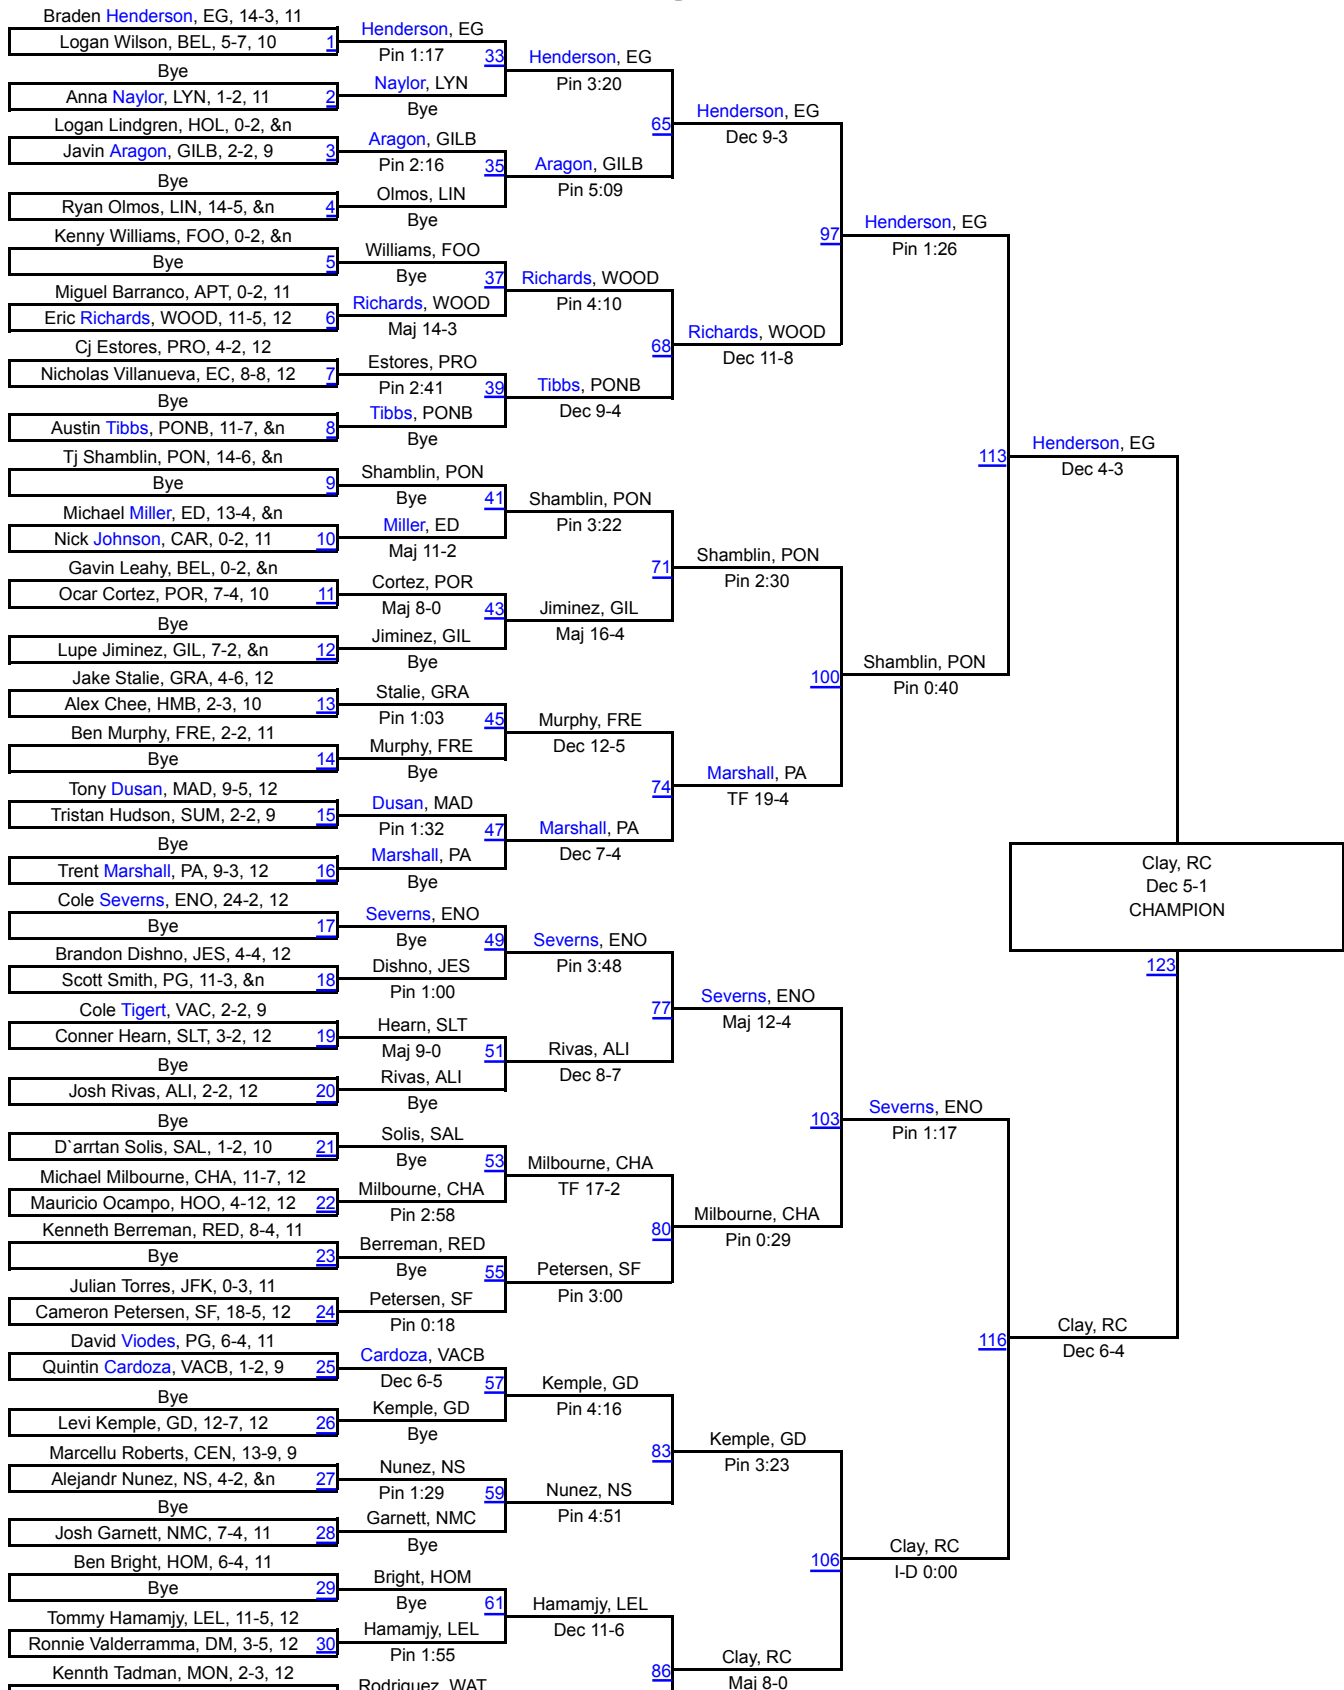 Braden Henderson, EG, 14-3, 11
Logan Wilson, BEL, 5-7, 10
1
Bye
Anna Naylor, LYN, 1-2, 11
2
Logan Lindgren, HOL, 0-2, &n
Javin Aragon, GILB, 2-2, 9
3
Bye
Ryan Olmos, LIN, 14-5, &n
4
Kenny Williams, FOO, 0-2, &n
Bye
5
Miguel Barranco, APT, 0-2, 11
Eric Richards, WOOD, 11-5, 12
6
Cj Estores, PRO, 4-2, 12
Nicholas Villanueva, EC, 8-8, 12
7
Bye
Austin Tibbs, PONB, 11-7, &n
8
Tj Shamblin, PON, 14-6, &n
Bye
9
Michael Miller, ED, 13-4, &n
Nick Johnson, CAR, 0-2, 11
10
Gavin Leahy, BEL, 0-2, &n
Ocar Cortez, POR, 7-4, 10
11
Bye
Lupe Jiminez, GIL, 7-2, &n
12
Jake Stalie, GRA, 4-6, 12
Alex Chee, HMB, 2-3, 10
13
Ben Murphy, FRE, 2-2, 11
Bye
14
Tony Dusan, MAD, 9-5, 12
Tristan Hudson, SUM, 2-2, 9
15
Bye
Trent Marshall, PA, 9-3, 12
16
Cole Severns, ENO, 24-2, 12
Bye
17
Brandon Dishno, JES, 4-4, 12
Scott Smith, PG, 11-3, &n
18
Cole Tigert, VAC, 2-2, 9
Conner Hearn, SLT, 3-2, 12
19
Bye
Josh Rivas, ALI, 2-2, 12
20
Bye
D`arrtan Solis, SAL, 1-2, 10
21
Michael Milbourne, CHA, 11-7, 12
Mauricio Ocampo, HOO, 4-12, 12
22
Kenneth Berreman, RED, 8-4, 11
Bye
23
Julian Torres, JFK, 0-3, 11
Cameron Petersen, SF, 18-5, 12
24
David Viodes, PG, 6-4, 11
Quintin Cardoza, VACB, 1-2, 9
25
Bye
Levi Kemple, GD, 12-7, 12
26
Marcellu Roberts, CEN, 13-9, 9
Alejandr Nunez, NS, 4-2, &n
27
Bye
Josh Garnett, NMC, 7-4, 11
28
Ben Bright, HOM, 6-4, 11
Bye
29
Tommy Hamamjy, LEL, 11-5, 12
Ronnie Valderramma, DM, 3-5, 12
30
Kennth Tadman, MON, 2-3, 12
Henderson, EG
Pin 1:17
33
Naylor, LYN
Bye
Aragon, GILB
Pin 2:16
35
Olmos, LIN
Bye
Williams, FOO
Bye
37
Richards, WOOD
Maj 14-3
Estores, PRO
Pin 2:41
39
Tibbs, PONB
Bye
Shamblin, PON
Bye
41
Miller, ED
Maj 11-2
Cortez, POR
Maj 8-0
43
Jiminez, GIL
Bye
Stalie, GRA
Pin 1:03
45
Murphy, FRE
Bye
Dusan, MAD
Pin 1:32
47
Marshall, PA
Bye
Severns, ENO
Bye
49
Dishno, JES
Pin 1:00
Hearn, SLT
Maj 9-0
51
Rivas, ALI
Bye
Solis, SAL
Bye
53
Milbourne, CHA
Pin 2:58
Berreman, RED
Bye
55
Petersen, SF
Pin 0:18
Cardoza, VACB
Dec 6-5
57
Kemple, GD
Bye
Nunez, NS
Pin 1:29
59
Garnett, NMC
Bye
Bright, HOM
Bye
61
Hamamjy, LEL
Pin 1:55
Rodriguez, WAT
Henderson, EG
Pin 3:20
65
Aragon, GILB
Pin 5:09
Richards, WOOD
Pin 4:10
68
Tibbs, PONB
Dec 9-4
Shamblin, PON
Pin 3:22
71
Jiminez, GIL
Maj 16-4
Murphy, FRE
Dec 12-5
74
Marshall, PA
Dec 7-4
Severns, ENO
Pin 3:48
77
Rivas, ALI
Dec 8-7
Milbourne, CHA
TF 17-2
80
Petersen, SF
Pin 3:00
Kemple, GD
Pin 4:16
83
Nunez, NS
Pin 4:51
Hamamjy, LEL
Dec 11-6
86
Henderson, EG
Dec 9-3
97
Richards, WOOD
Dec 11-8
Shamblin, PON
Pin 2:30
100
Marshall, PA
TF 19-4
Severns, ENO
Maj 12-4
103
Milbourne, CHA
Pin 0:29
Kemple, GD
Pin 3:23
106
Clay, RC
Maj 8-0
Henderson, EG
Pin 1:26
113
Shamblin, PON
Pin 0:40
Severns, ENO
Pin 1:17
116
Clay, RC
I-D 0:00
Henderson, EG
Dec 4-3
Clay, RC
Dec 6-4
Clay, RC
Dec 5-1
CHAMPION
123